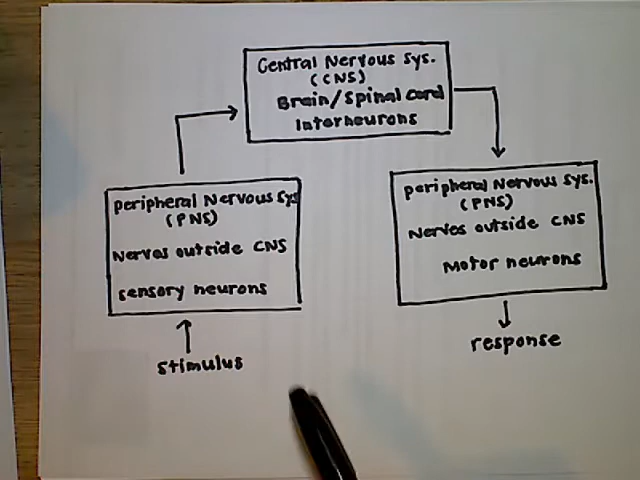 Central Nervous Sys.
(CNS)
Brain/Spinal Cord
Interneurons
peripheral Nervous Sys
(PNS)
Nerves outside CNS
sensory neurons
stimulus
peripheral Nervous Sys.
(PNS)
Nerves outside CNS
Motor neurons
response